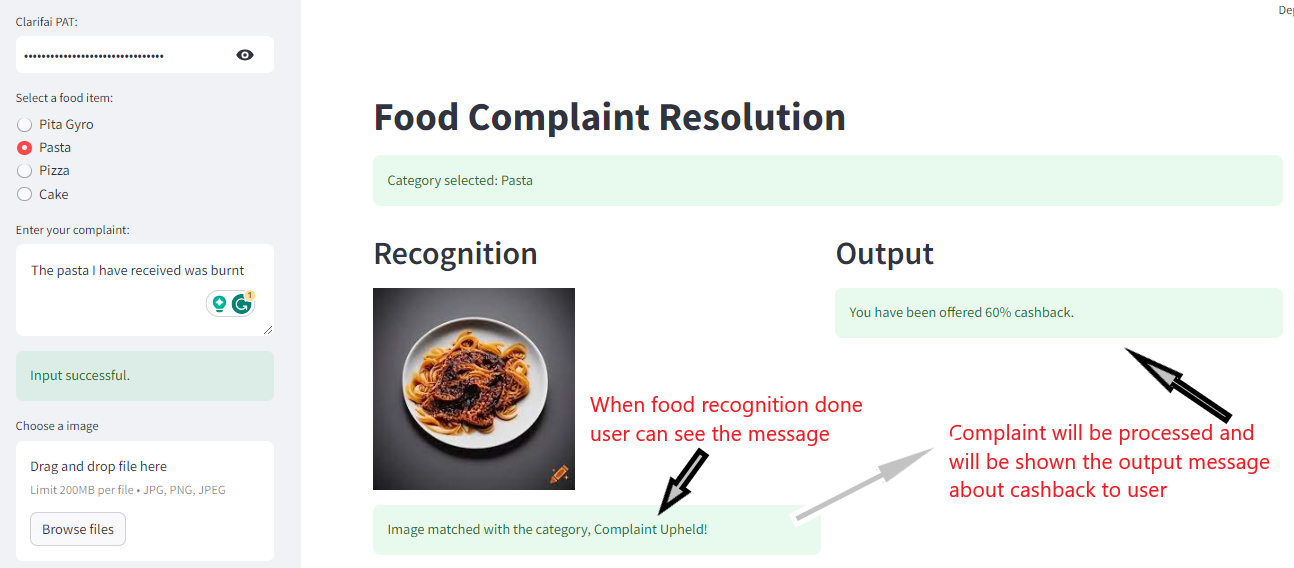 Clarifai PAT:
Select a food item:
Pita Gyro
Pasta
Pizza
Cake
Enter your complaint:
The pasta I have received was burnt
1
Input successful.
Choose a image
Drag and drop file here
Limit 200MB per file • JPG, PNG, JPEG
Browse files
Food Complaint Resolution
Category selected: Pasta
Recognition
When food recognition done
user can see the message
Image matched with the category, Complaint Upheld!
Output
You have been offered 60% cashback.
Complaint will be processed and
will be shown the output message
about cashback to user